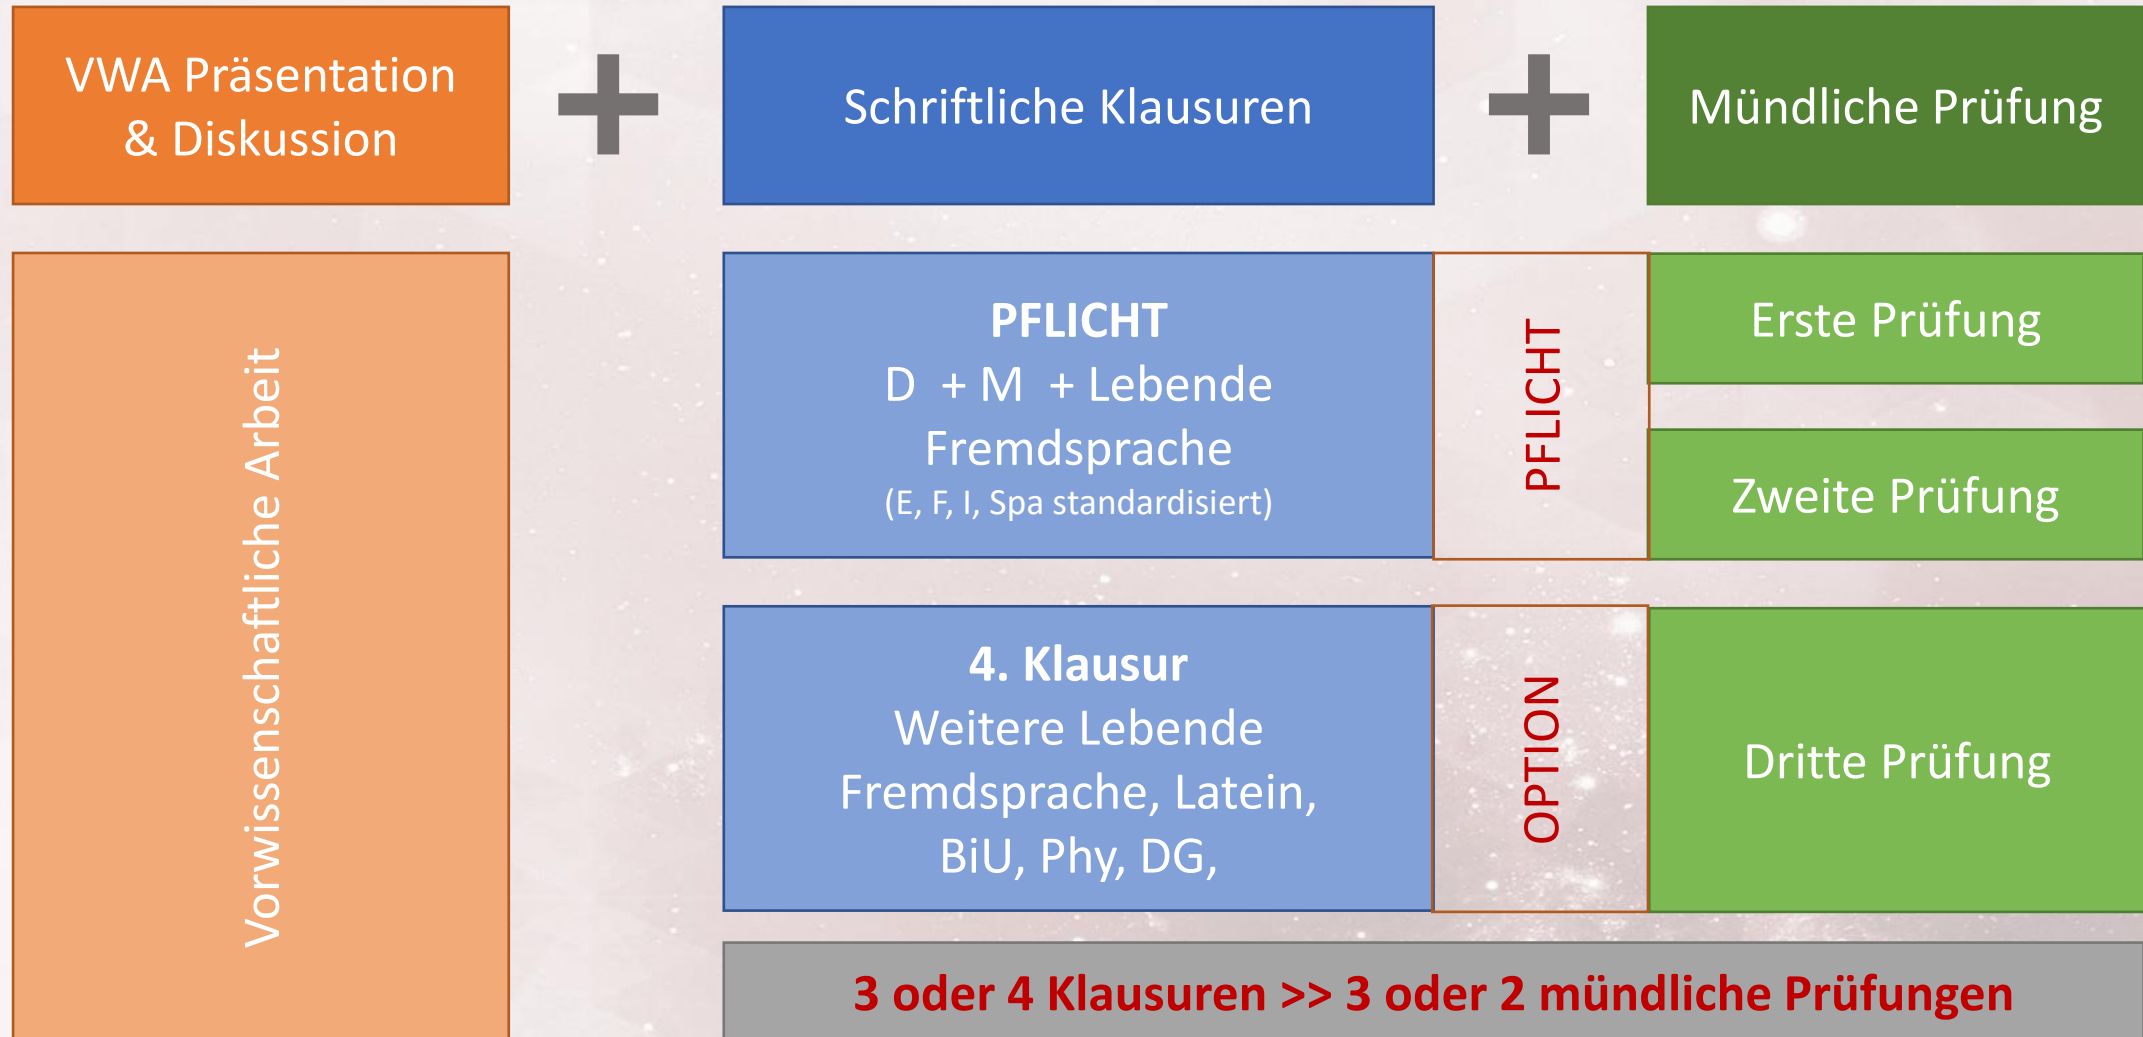 VWA Präsentation
& Diskussion
+
Schriftliche Klausuren
+
Mündliche Prüfung
Vorwissenschaftliche Arbeit
PFLICHT
D + M + Lebende
Fremdsprache
(E, F, I, Spa standardisiert)
PFLICHT
Erste Prüfung
Zweite Prüfung
4. Klausur
Weitere Lebende
Fremdsprache, Latein,
BiU, Phy, DG,
OPTION
Dritte Prüfung
3 oder 4 Klausuren >> 3 oder 2 mündliche Prüfungen